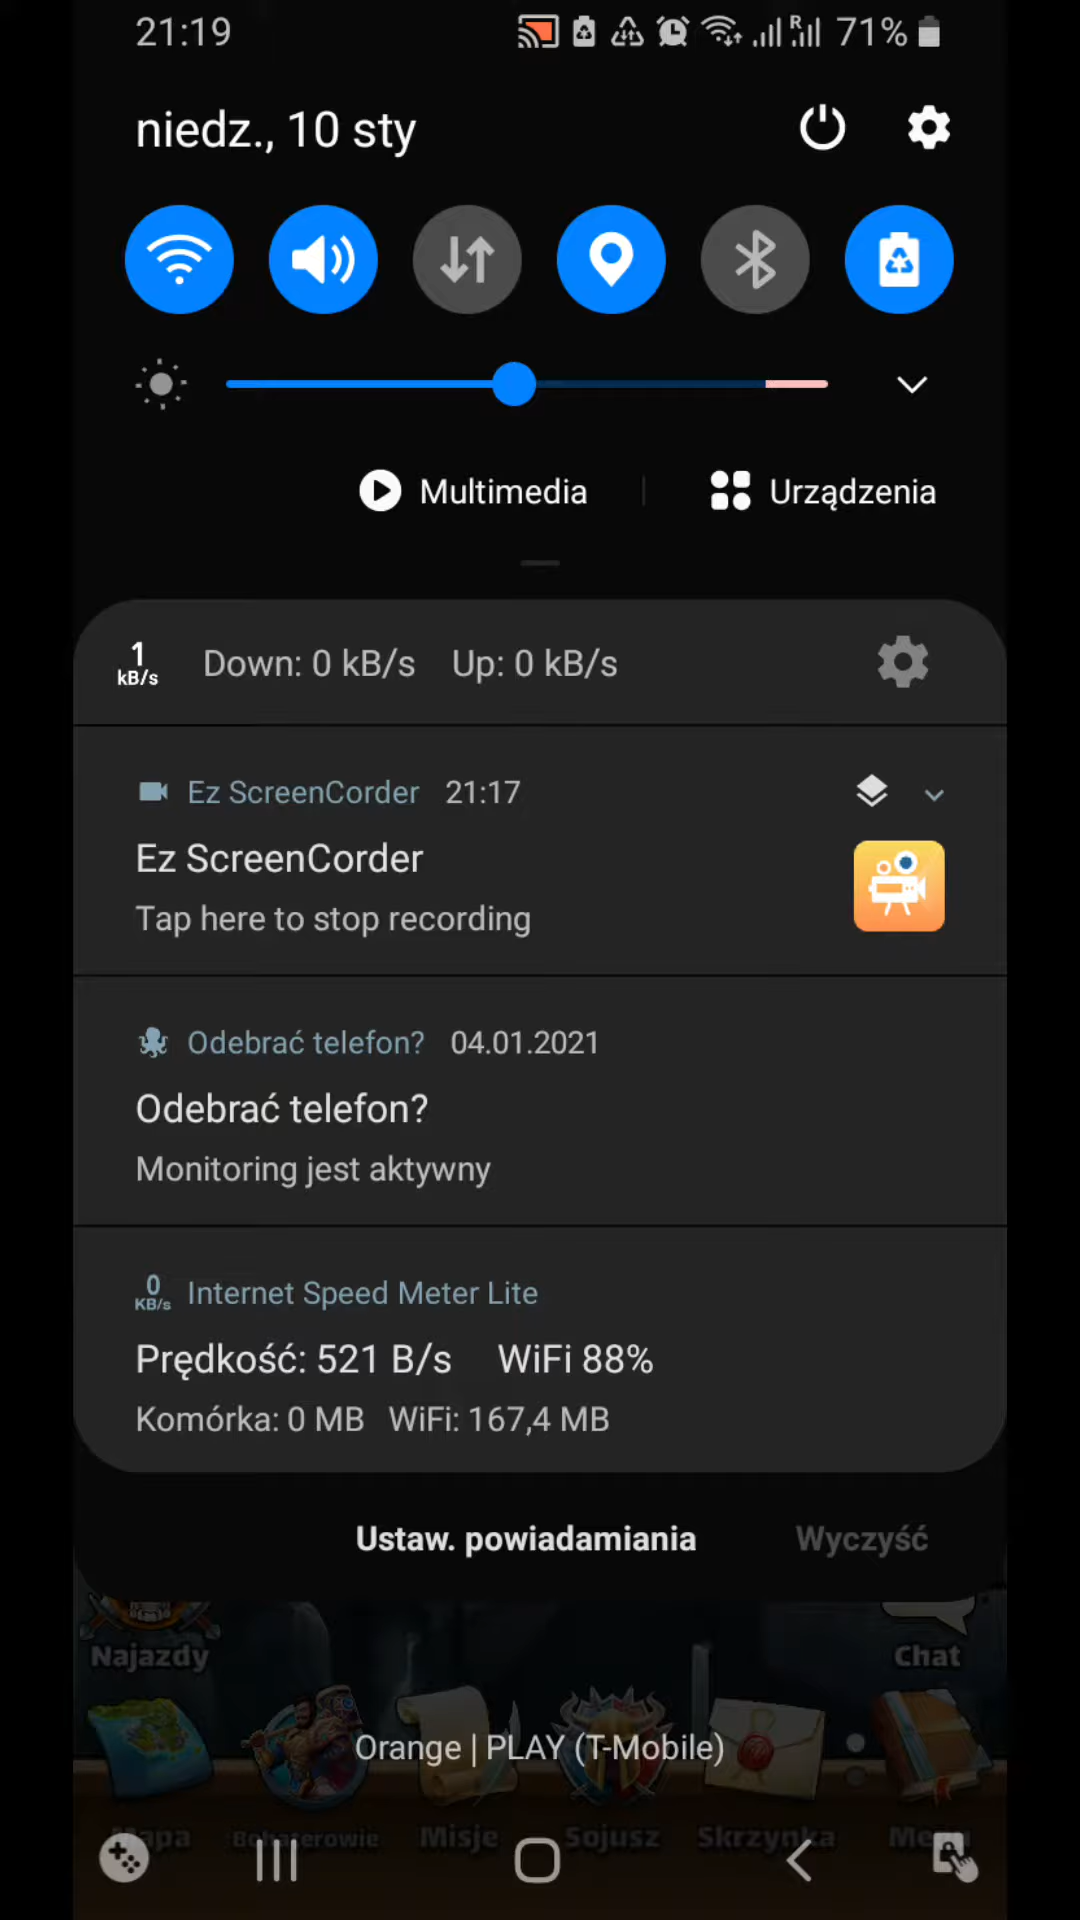 21:19 R 71%
niedz., 10 sty
Multimedia Urządzenia
1 kB/s Down: 0 kB/s Up: 0 kB/s
Ez ScreenCorder 21:17
Ez ScreenCorder
Tap here to stop recording
Odebrać telefon? 04.01.2021
Odebrać telefon?
Monitoring jest aktywny
0 KB/s Internet Speed Meter Lite
Prędkość: 521 B/s WiFi 88%
Komórka: 0 MB WiFi: 167,4 MB
Ustaw. powiadamiania Wyczyść
Najazdy Chat
Orange | PLAY (T-Mobile)
Mapa Bohaterowie Misje Sojusz Skrzynka Menu